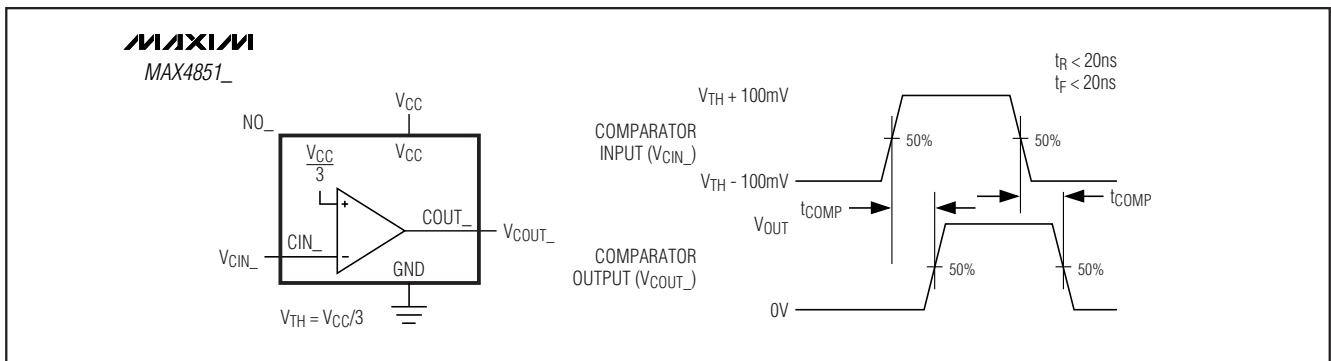 MAXIM
MAX4851_
NO_
VCC
VCC
VCC
3
+
CIN_
-
COUT_
VCIN_
VCOUT_
GND
VTH = VCC/3
tR < 20ns
tF < 20ns
VTH + 100mV
COMPARATOR
INPUT (VCIN_)
50%
50%
VTH - 100mV
tCOMP
tCOMP
VOUT
COMPARATOR
OUTPUT (VCOUT_)
50%
50%
0V